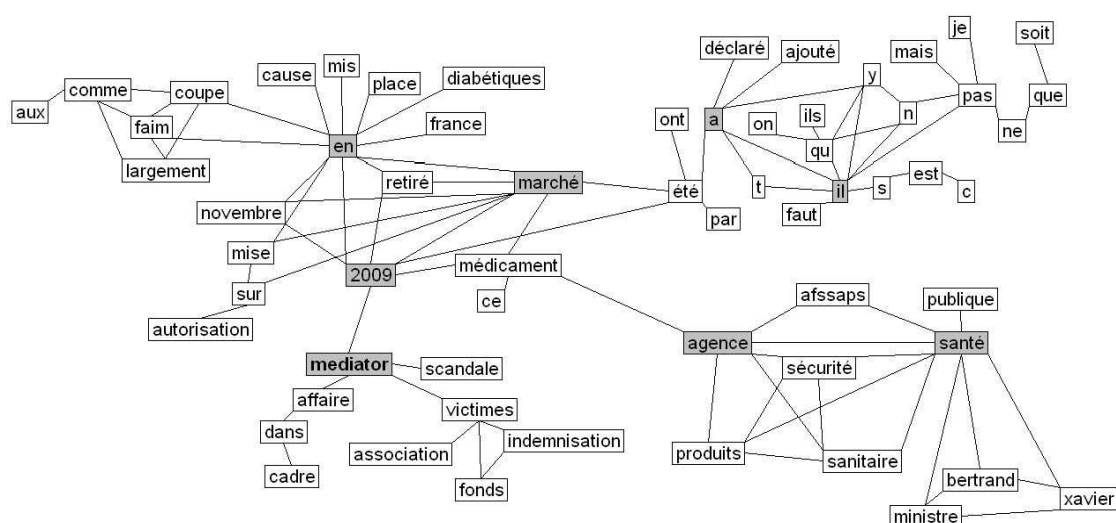 je
soit
déclaré
ajouté
mais
mis
cause
place
diabétiques
y
comme
coupe
pas
que
aux
faim
france
ont
a
on
ils
n
ne
en
qu
largement
retiré
marché
été
t
il
s
est
c
novembre
par
faut
mise
2009
médicament
sur
ce
afssaps
publique
autorisation
agence
santé
mediator
scandale
sécurité
affaire
victimes
dans
association
indemnisation
produits
sanitaire
cadre
fonds
bertrand
xavier
ministre